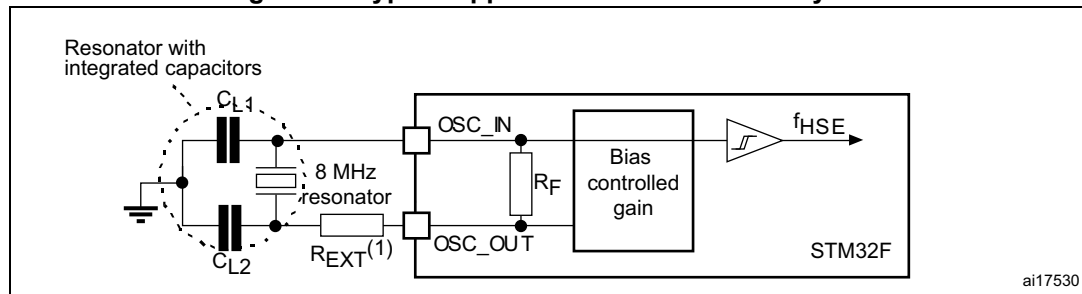 Resonator with
integrated capacitors
CL1
OSC_IN
fHSE
8 MHz
resonator
RF
Bias
controlled
gain
REXT(1)
OSC_OUT
CL2
STM32F
ai17530